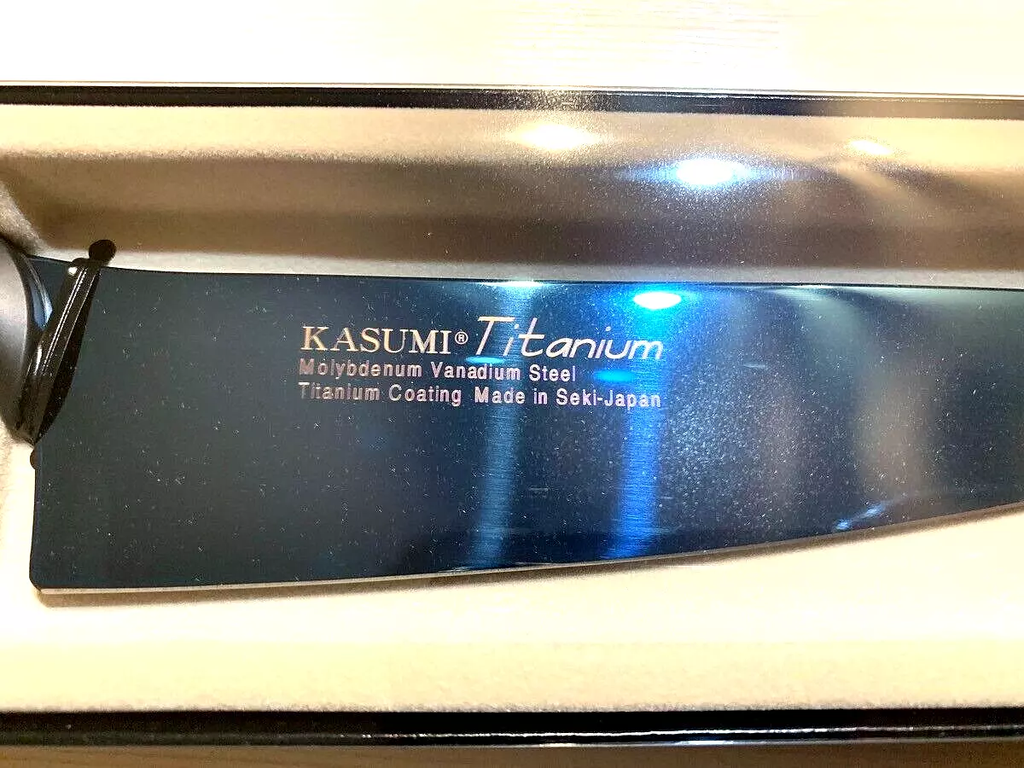 KASUMI® Titanium
Molybdenum Vanadium Steel
Titanium Coating Made in Seki-Japan